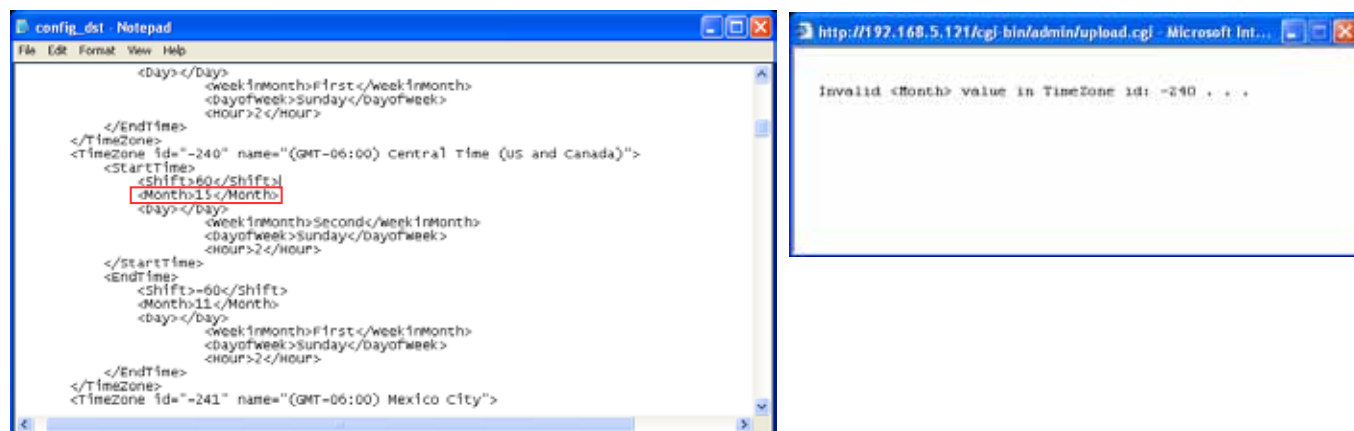 config_dst - Notepad
File Edit Format View Help
<Day></Day>
<WeekinMonth>First</WeekinMonth>
<DayofWeek>Sunday</DayofWeek>
<Hour>2</Hour>
</EndTime>
</TimeZone>
<TimeZone id="-240" name="(GMT-06:00) Central Time (US and Canada)">
<StartTime>
<Shift>60</Shift>
<Month>15</Month>
<Day></Day>
<WeekinMonth>Second</WeekinMonth>
<DayofWeek>Sunday</DayofWeek>
<Hour>2</Hour>
</StartTime>
<EndTime>
<Shift>-60</Shift>
<Month>11</Month>
<Day></Day>
<WeekinMonth>First</WeekinMonth>
<DayofWeek>Sunday</DayofWeek>
<Hour>2</Hour>
</EndTime>
</TimeZone>
<TimeZone id="-241" name="(GMT-06:00) Mexico City">
http://192.168.5.121/cgi-bin/admin/upload.cgi - Microsoft Int...
Invalid <Month> value in TimeZone id: -240 . . .